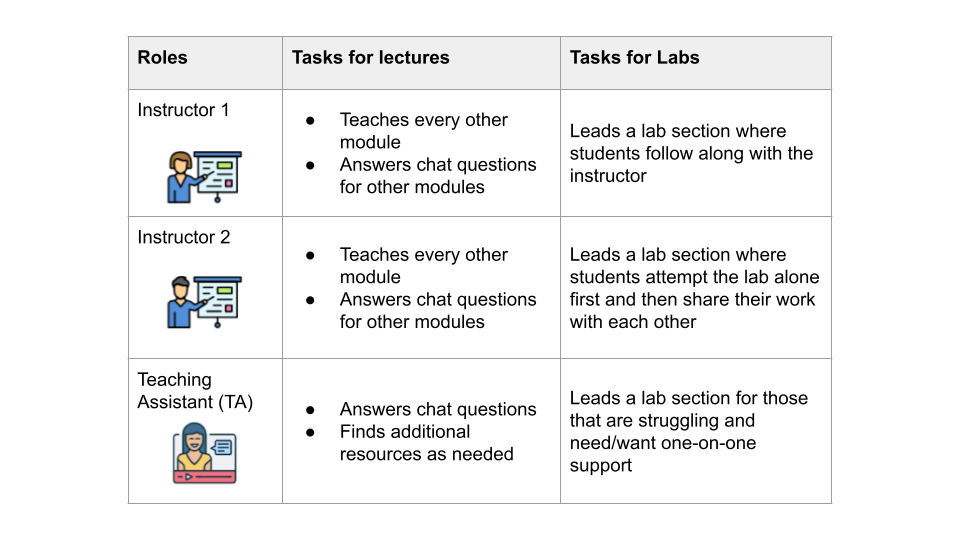 Roles
Tasks for lectures
Tasks for Labs
Instructor 1
● Teaches every other
module
● Answers chat questions
for other modules
Leads a lab section where
students follow along with the
instructor
Instructor 2
● Teaches every other
module
● Answers chat questions
for other modules
Leads a lab section where
students attempt the lab alone
first and then share their work
with each other
Teaching
Assistant (TA)
● Answers chat questions
● Finds additional
resources as needed
Leads a lab section for those
that are struggling and
need/want one-on-one
support